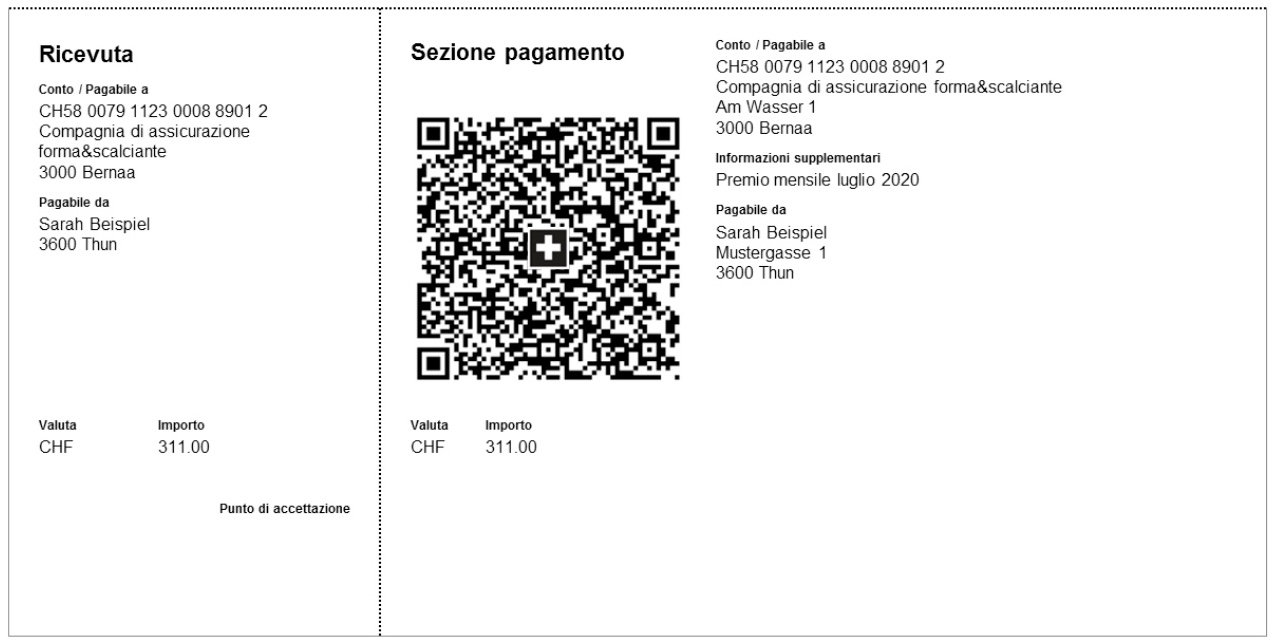 Ricevuta
Conto / Pagabile a
CH58 0079 1123 0008 8901 2
Compagnia di assicurazione
forma&scalciante
3000 Bernaa
Pagabile da
Sarah Beispiel
3600 Thun
Valuta Importo
CHF 311.00
Punto di accettazione
Sezione pagamento
Valuta Importo
CHF 311.00
Conto / Pagabile a
CH58 0079 1123 0008 8901 2
Compagnia di assicurazione forma&scalciante
Am Wasser 1
3000 Bernaa
Informazioni supplementari
Premio mensile luglio 2020
Pagabile da
Sarah Beispiel
Mustergasse 1
3600 Thun